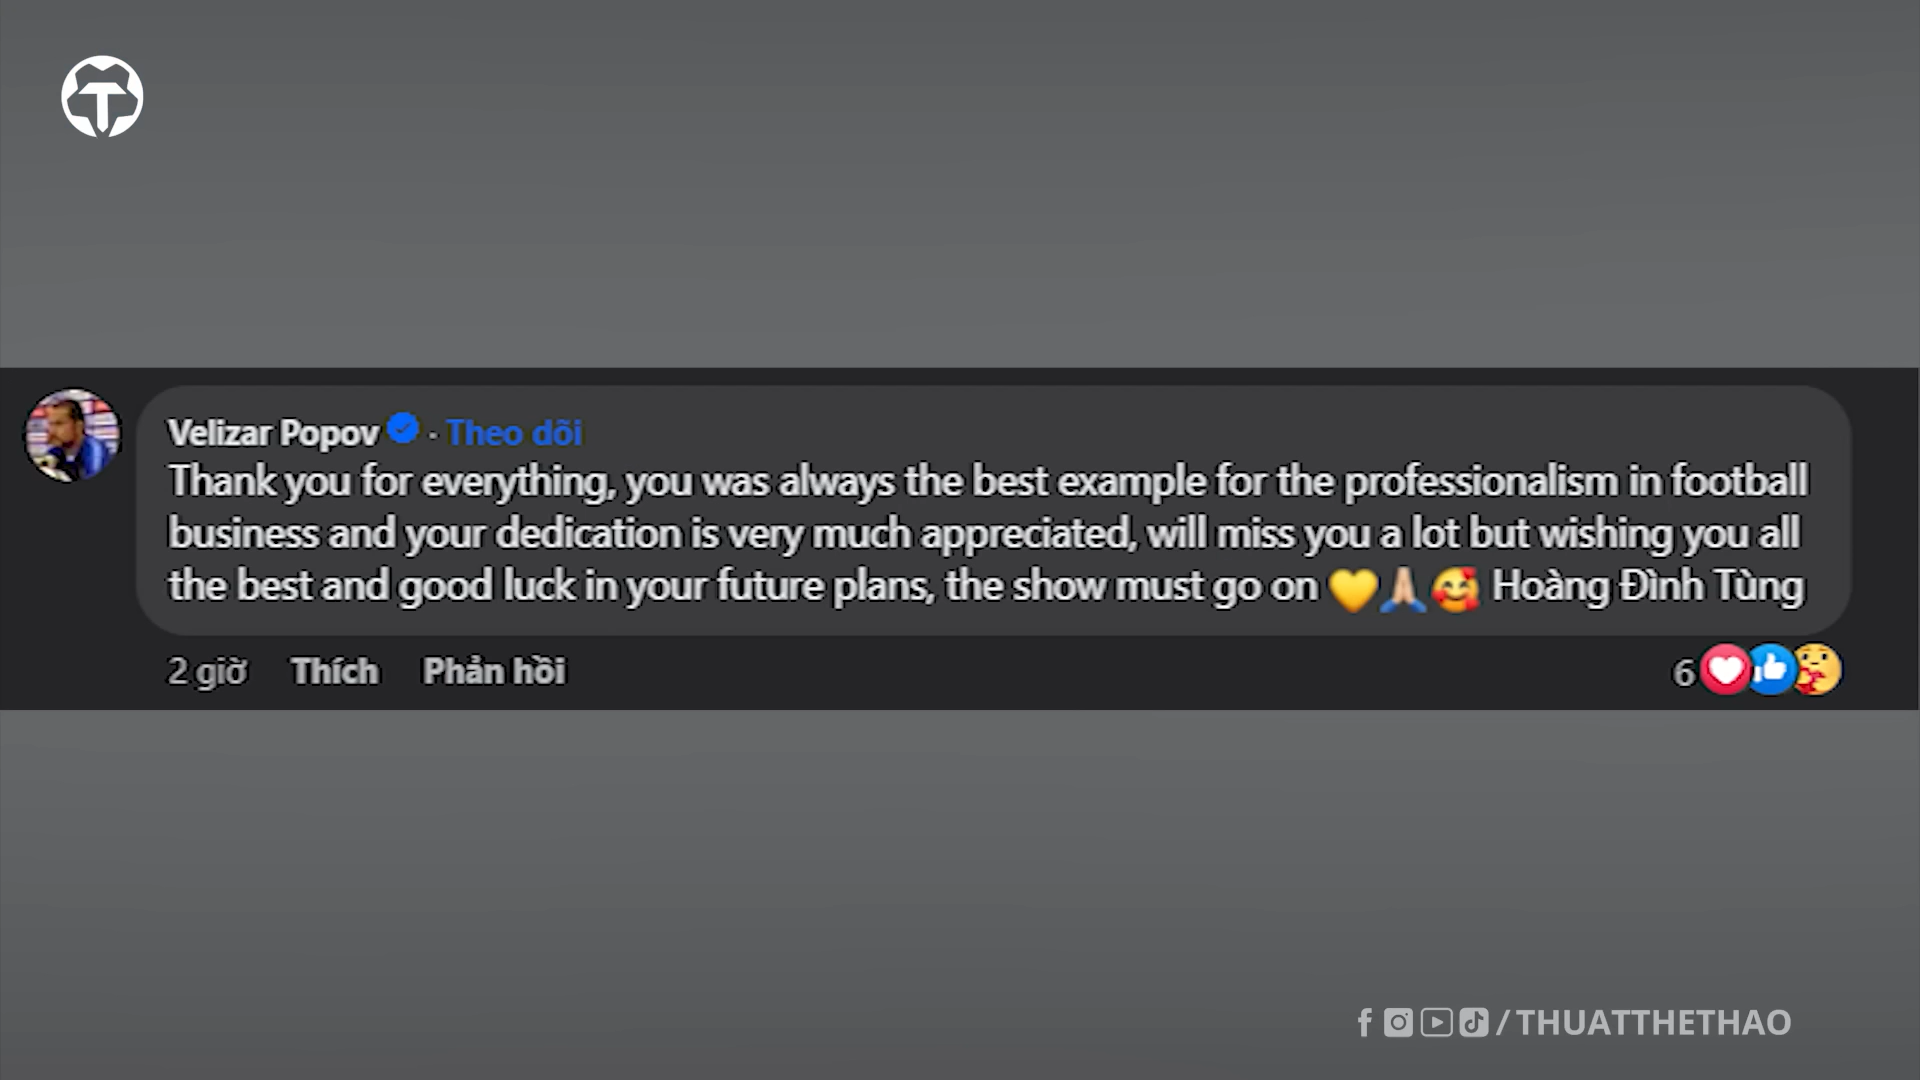 Velizar Popov · Theo dõi
Thank you for everything, you was always the best example for the professionalism in football
business and your dedication is very much appreciated, will miss you a lot but wishing you all
the best and good luck in your future plans, the show must go on 💛🙏🏼🥰 Hoàng Đình Tùng
2 giờ Thích Phản hồi 6
/THUATTHETHAO